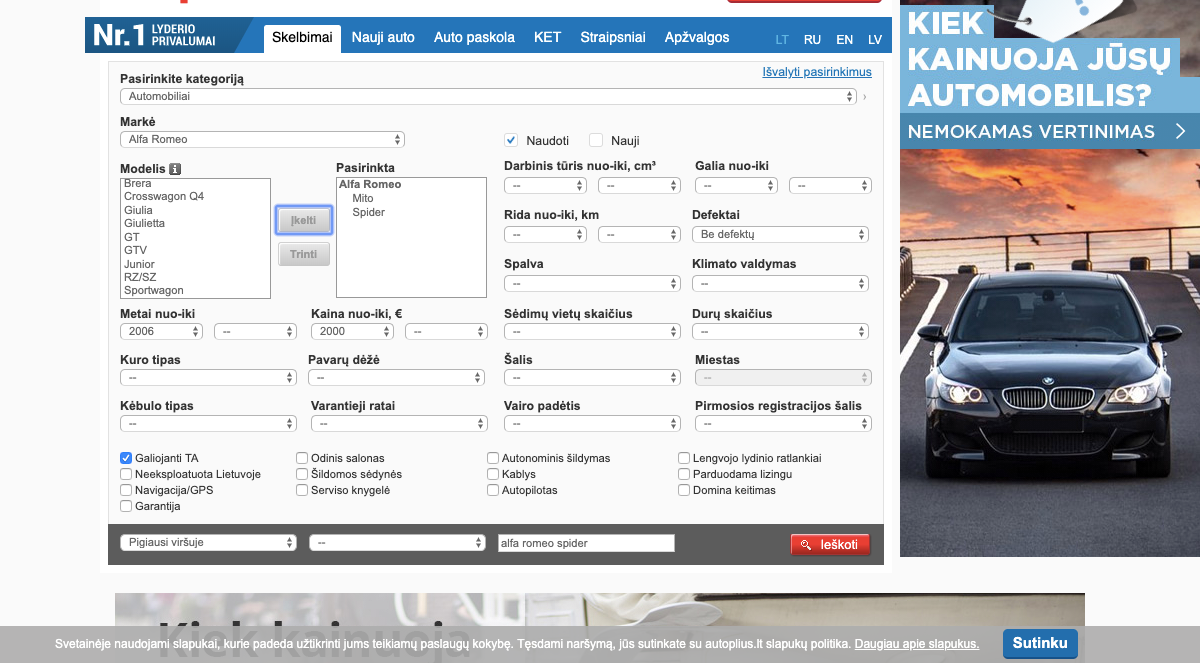 Nr.1 LYDERIO PRIVALUMAI
Skelbimai Nauji auto Auto paskola KET Straipsniai Apžvalgos LT RU EN LV
KIEK
KAINUOJA JŪSŲ
AUTOMOBILIS?
NEMOKAMAS VERTINIMAS
Išvalyti pasirinkimus
Pasirinkite kategoriją
Automobiliai
Markė
Alfa Romeo
Naudoti Nauji
Modelis
Brera
Crosswagon Q4
Giulia
Giulietta
GT
GTV
Junior
RZ/SZ
Sportwagon
Įkelti
Trinti
Pasirinkta
Alfa Romeo
Mito
Spider
Darbinis tūris nuo-iki, cm³ Galia nuo-iki
-- -- -- --
Rida nuo-iki, km Defektai
-- -- Be defektų
Spalva Klimato valdymas
-- --
Metai nuo-iki Kaina nuo-iki, € Sėdimų vietų skaičius Durų skaičius
2006 -- 2000 -- -- --
Kuro tipas Pavarų dėžė Šalis Miestas
-- -- -- --
Kėbulo tipas Varantieji ratai Vairo padėtis Pirmosios registracijos šalis
-- -- -- --
Galiojanti TA Odinis salonas Autonominis šildymas Lengvojo lydinio ratlankiai
Neeksploatuota Lietuvoje Šildomos sėdynės Kablys Parduodama lizingu
Navigacija/GPS Serviso knygelė Autopilotas Domina keitimas
Garantija
Pigiausi viršuje -- alfa romeo spider Ieškoti
Kiek kainuoja
Svetainėje naudojami slapukai, kurie padeda užtikrinti jums teikiamų paslaugų kokybę. Tęsdami naršymą, jūs sutinkate su autoplius.lt slapukų politika. Daugiau apie slapukus. Sutinku